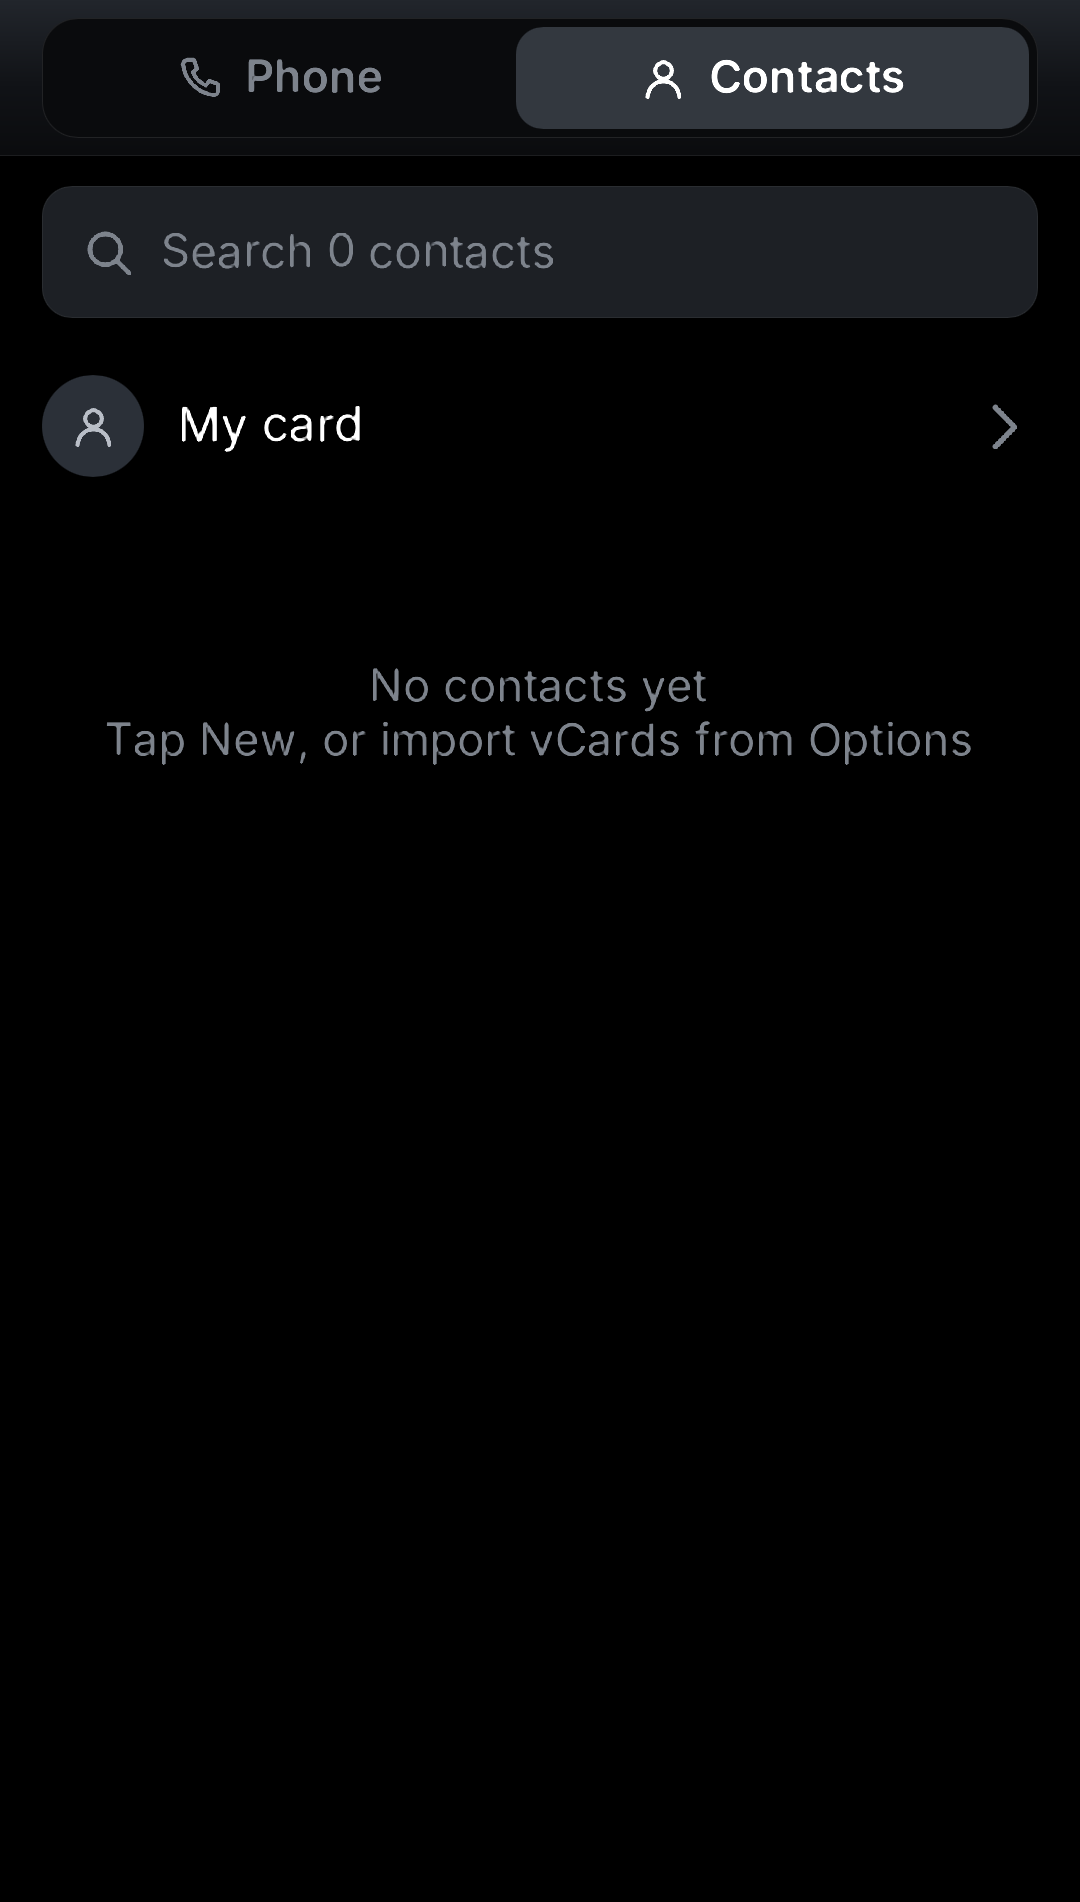 Phone
Contacts
Search 0 contacts
My card
No contacts yet
Tap New, or import vCards from Options